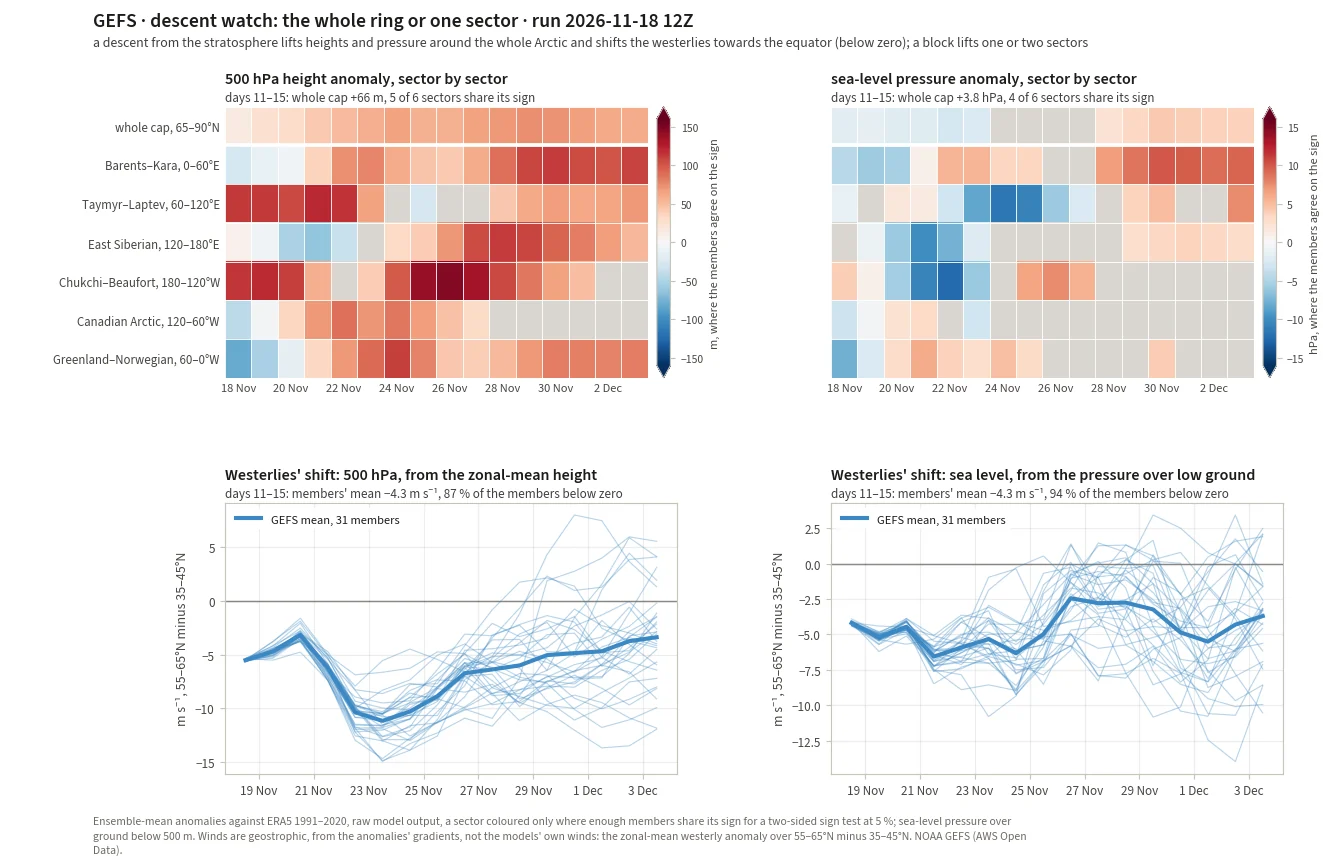 GEFS · descent watch: the whole ring or one sector · run 2026-11-18 12Z
a descent from the stratosphere lifts heights and pressure around the whole Arctic and shifts the westerlies towards the equator (below zero); a block lifts one or two sectors
500 hPa height anomaly, sector by sector
days 11–15: whole cap +66 m, 5 of 6 sectors share its sign
whole cap, 65–90°N
Barents–Kara, 0–60°E
Taymyr–Laptev, 60–120°E
East Siberian, 120–180°E
Chukchi–Beaufort, 180–120°W
Canadian Arctic, 120–60°W
Greenland–Norwegian, 60–0°W
18 Nov 20 Nov 22 Nov 24 Nov 26 Nov 28 Nov 30 Nov 2 Dec
150
100
50
0
−50
−100
−150
m, where the members agree on the sign
sea-level pressure anomaly, sector by sector
days 11–15: whole cap +3.8 hPa, 4 of 6 sectors share its sign
18 Nov 20 Nov 22 Nov 24 Nov 26 Nov 28 Nov 30 Nov 2 Dec
15
10
5
0
−5
−10
−15
hPa, where the members agree on the sign
Westerlies' shift: 500 hPa, from the zonal-mean height
days 11–15: members' mean −4.3 m s⁻¹, 87 % of the members below zero
GEFS mean, 31 members
m s⁻¹, 55–65°N minus 35–45°N
5
0
−5
−10
−15
19 Nov 21 Nov 23 Nov 25 Nov 27 Nov 29 Nov 1 Dec 3 Dec
Westerlies' shift: sea level, from the pressure over low ground
days 11–15: members' mean −4.3 m s⁻¹, 94 % of the members below zero
GEFS mean, 31 members
m s⁻¹, 55–65°N minus 35–45°N
2.5
0.0
−2.5
−5.0
−7.5
−10.0
−12.5
19 Nov 21 Nov 23 Nov 25 Nov 27 Nov 29 Nov 1 Dec 3 Dec
Ensemble-mean anomalies against ERA5 1991–2020, raw model output, a sector coloured only where enough members share its sign for a two-sided sign test at 5 %; sea-level pressure over
ground below 500 m. Winds are geostrophic, from the anomalies' gradients, not the models' own winds: the zonal-mean westerly anomaly over 55–65°N minus 35–45°N. NOAA GEFS (AWS Open
Data).